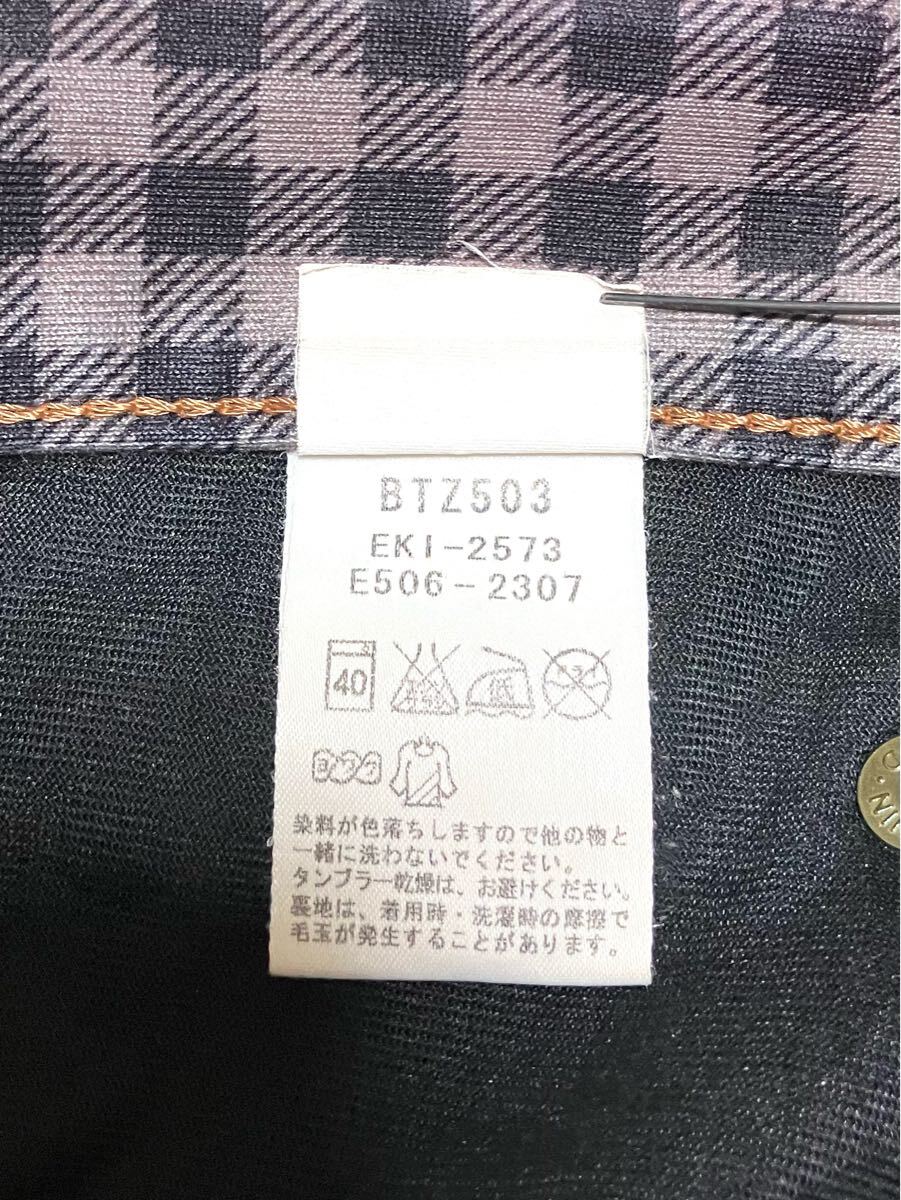 BTZ503
EKI-2573
E506-2307
40
低
ヨワク
染料が色落ちしますので他の物と
一緒に洗わないでください。
タンブラー乾燥は、お避けください。
裏地は、着用時・洗濯時の摩擦で
毛玉が発生することがあります。